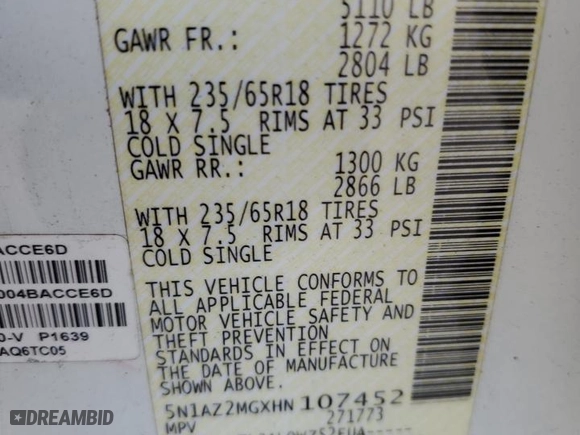 5110 LB
GAWR FR.: 1272 KG
2804 LB
WITH 235/65R18 TIRES
18 X 7.5 RIMS AT 33 PSI
COLD SINGLE
GAWR RR.: 1300 KG
2866 LB
WITH 235/65R18 TIRES
18 X 7.5 RIMS AT 33 PSI
COLD SINGLE
ACCE6D
004BACCE6D
0-V P1639
AQ6TC05
THIS VEHICLE CONFORMS TO
ALL APPLICABLE FEDERAL
MOTOR VEHICLE SAFETY AND
THEFT PREVENTION
STANDARDS IN EFFECT ON
THE DATE OF MANUFACTURE
SHOWN ABOVE.
5N1AZ2MGXHN107452
MPV 271773
DREAMBID